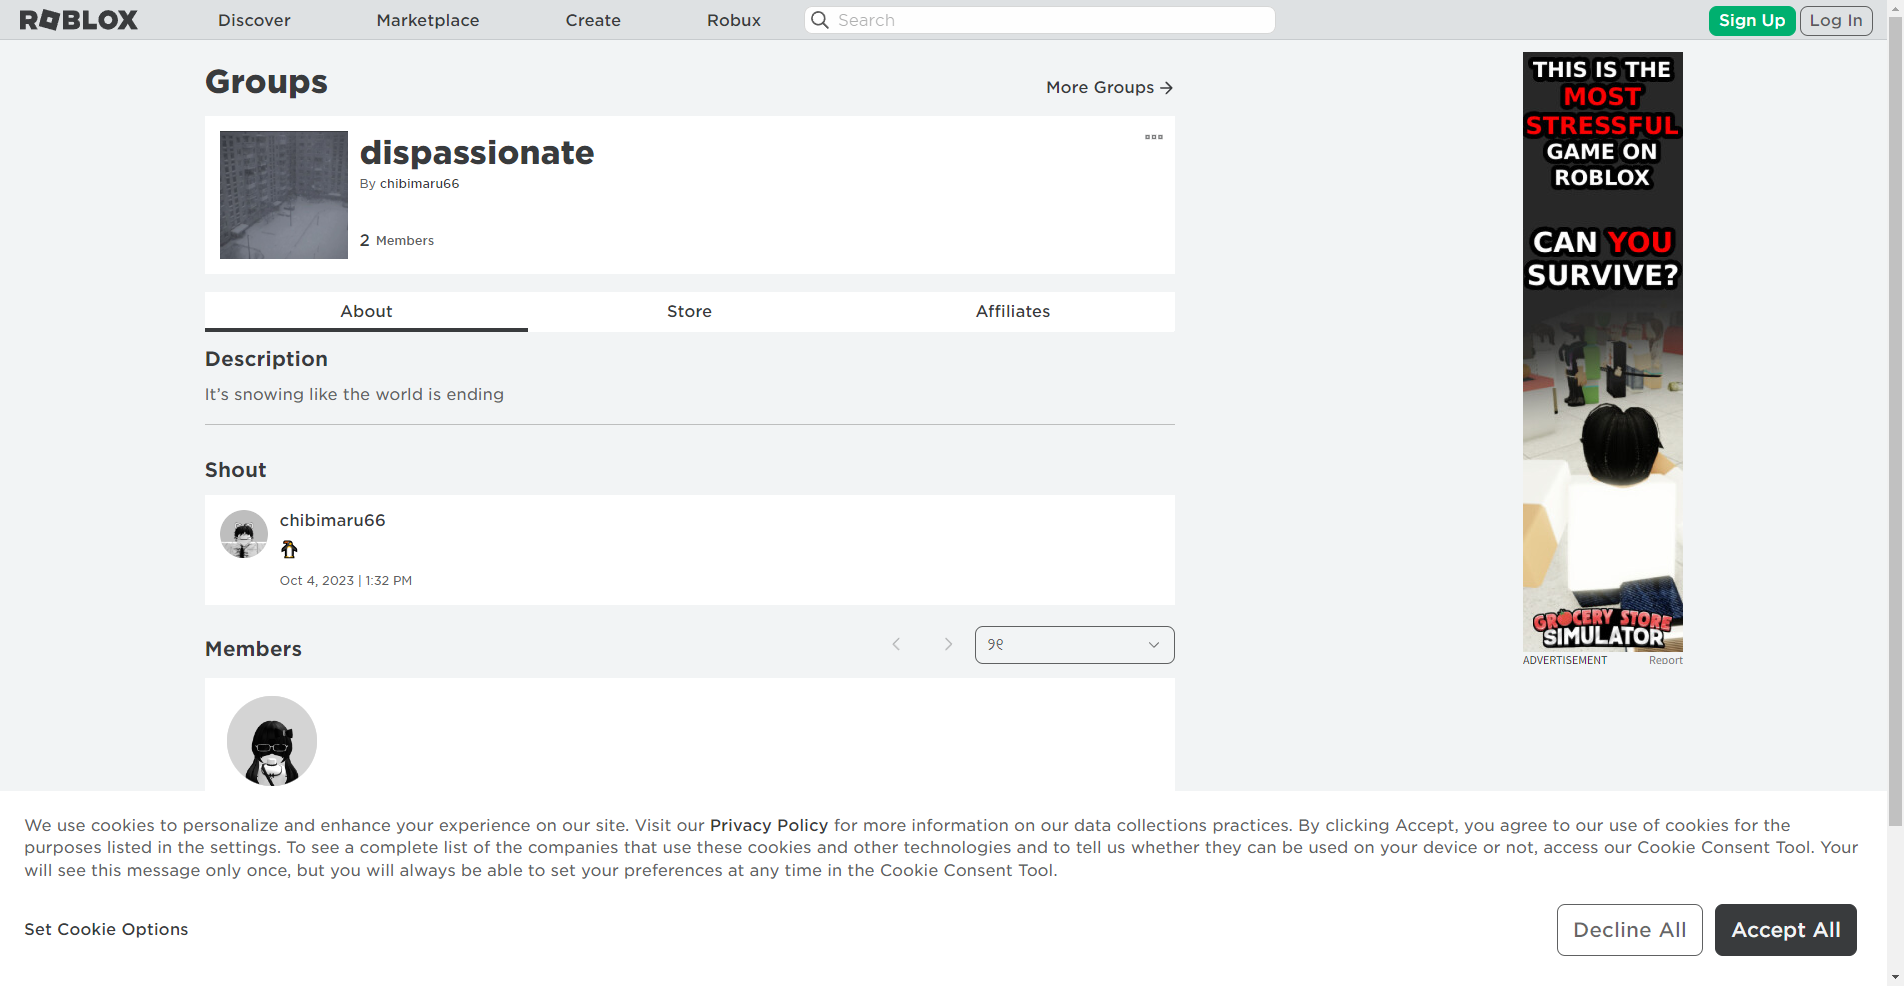 ROBLOX
Discover
Marketplace
Create
Robux
Search
Sign Up
Log In
Groups
More Groups
dispassionate
By chibimaru66
2 Members
About
Store
Affiliates
Description
It’s snowing like the world is ending
Shout
chibimaru66
Oct 4, 2023 | 1:32 PM
Members
THIS IS THE
MOST
STRESSFUL
GAME ON
ROBLOX
CAN YOU
SURVIVE?
GROCERY STORE
SIMULATOR
ADVERTISEMENT
Report
We use cookies to personalize and enhance your experience on our site. Visit our Privacy Policy for more information on our data collections practices. By clicking Accept, you agree to our use of cookies for the
purposes listed in the settings. To see a complete list of the companies that use these cookies and other technologies and to tell us whether they can be used on your device or not, access our Cookie Consent Tool. Your
will see this message only once, but you will always be able to set your preferences at any time in the Cookie Consent Tool.
Set Cookie Options
Decline All
Accept All